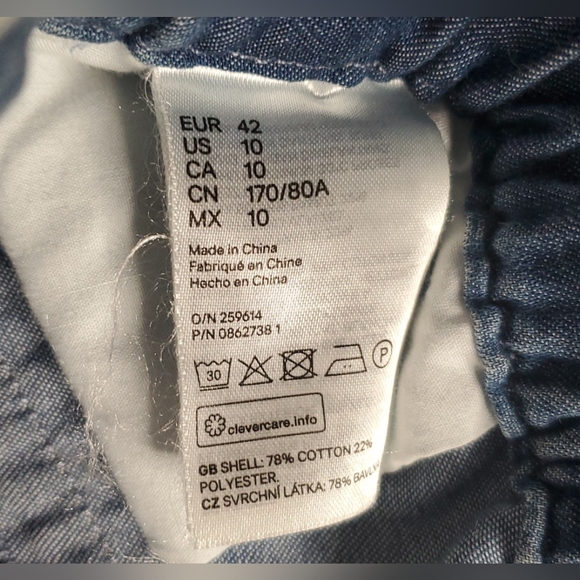 EUR 42
US 10
CA 10
CN 170/80A
MX 10
Made in China
Fabriqué en Chine
Hecho en China
O/N 259614
P/N 0862738 1
30
P
clevercare.info
GB SHELL: 78% COTTON 22%
POLYESTER.
CZ SVRCHNÍ LÁTKA: 78%